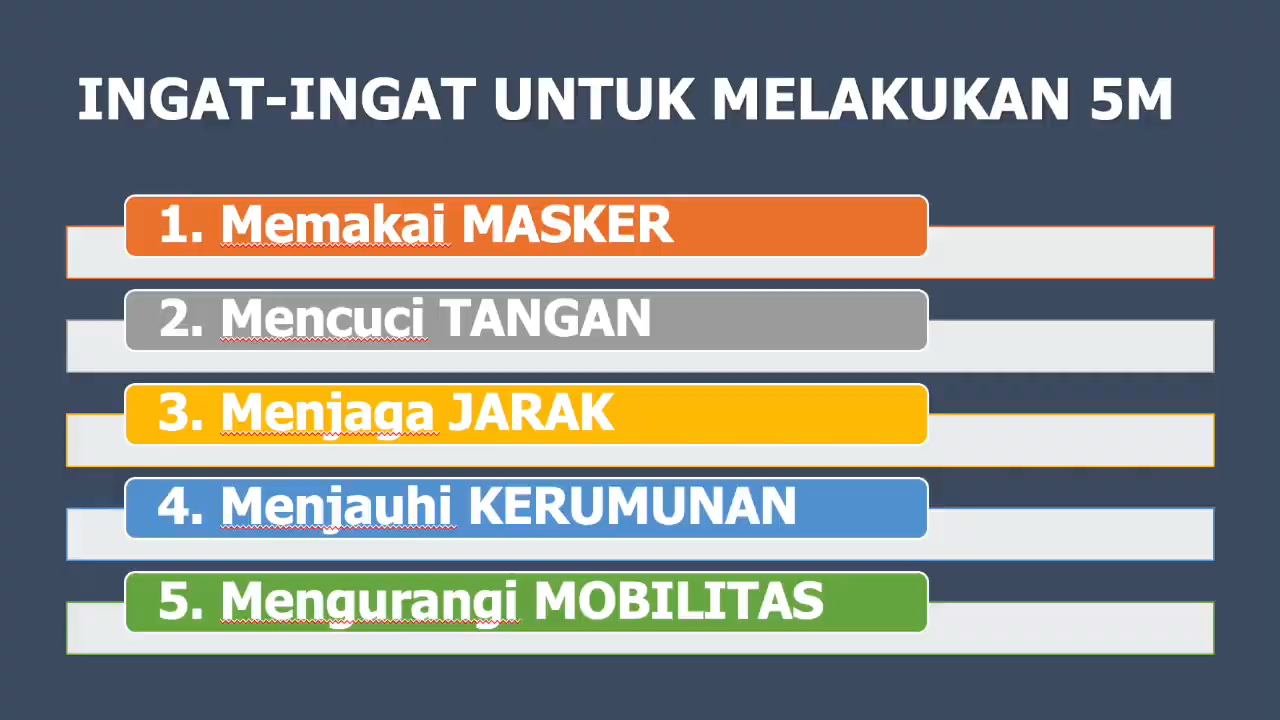 INGAT-INGAT UNTUK MELAKUKAN 5M
1. Memakai MASKER
2. Mencuci TANGAN
3. Menjaga JARAK
4. Menjauhi KERUMUNAN
5. Mengurangi MOBILITAS